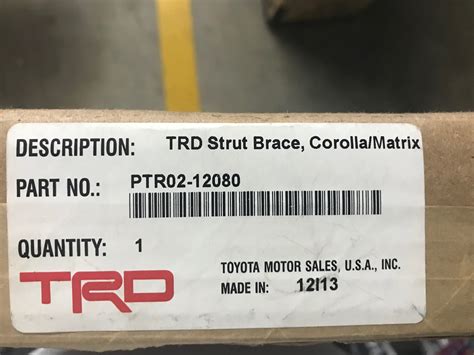 DESCRIPTION: TRD Strut Brace, Corolla/Matrix
PART NO.: PTR02-12080
QUANTITY: 1
TRD TOYOTA MOTOR SALES, U.S.A., INC.
MADE IN: 12I13